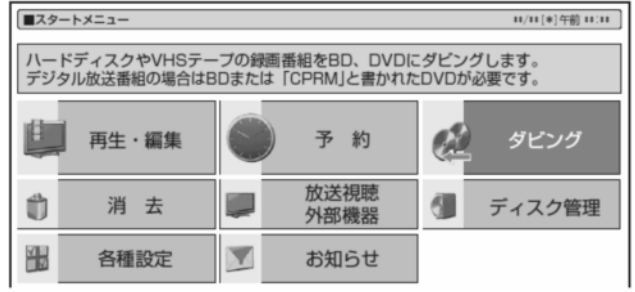 ■スタートメニュー
::/::[*]午前 ::::
ハードディスクやVHSテープの録画番組をBD、DVDにダビングします。
デジタル放送番組の場合はBDまたは「CPRM」と書かれたDVDが必要です。
再生・編集
予 約
ダビング
消 去
放送視聴
外部機器
ディスク管理
各種設定
お知らせ